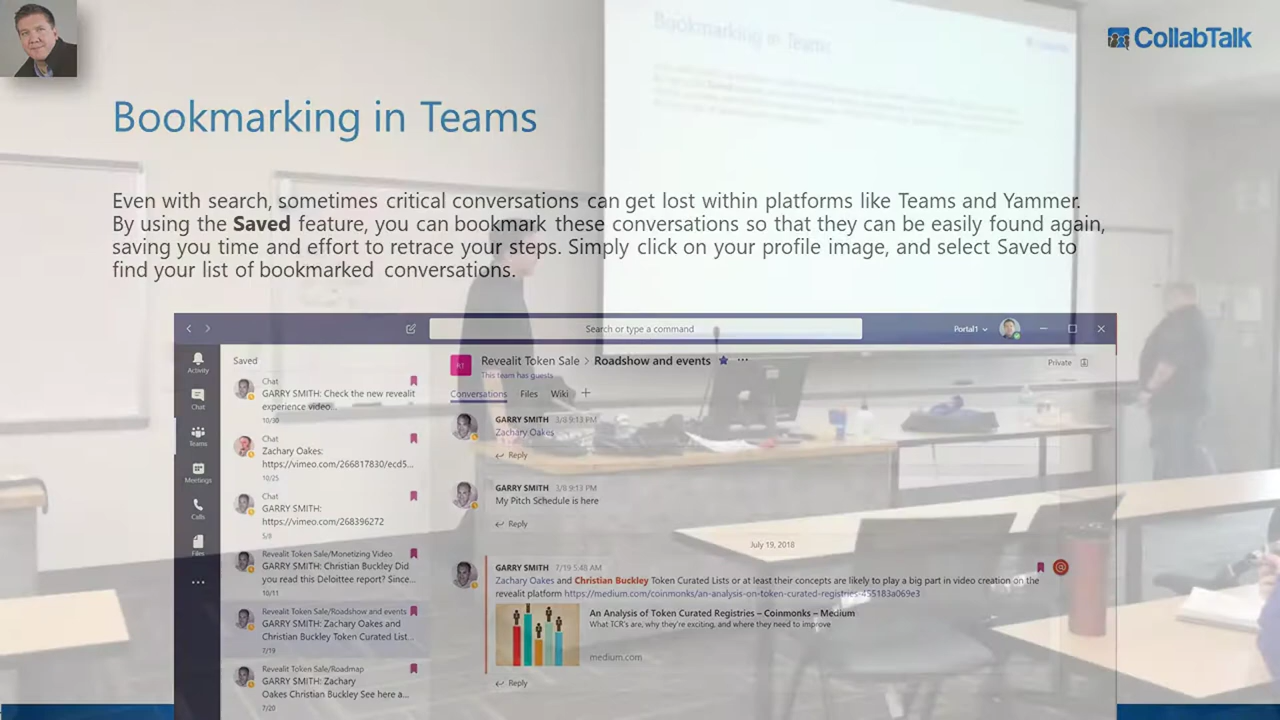 CollabTalk
Bookmarking in Teams
Bookmarking in Teams
Even with search, sometimes critical conversations can get lost within platforms like Teams and Yammer.
By using the Saved feature, you can bookmark these conversations so that they can be easily found again,
saving you time and effort to retrace your steps. Simply click on your profile image, and select Saved to
find your list of bookmarked conversations.
Search or type a command
Portal1
Activity
Chat
Teams
Meetings
Calls
Files
Saved
Chat
GARRY SMITH: Check the new revealit
experience video...
10/30
Chat
Zachary Oakes:
https://vimeo.com/266817830/ecd5...
10/25
Chat
GARRY SMITH:
https://vimeo.com/268396272
5/8
Revealit Token Sale/Monetizing Video
GARRY SMITH: Christian Buckley Did
you read this Deloittee report? Since...
10/11
Revealit Token Sale/Roadshow and events
GARRY SMITH: Zachary Oakes and
Christian Buckley Token Curated List...
7/19
Revealit Token Sale/Roadmap
GARRY SMITH: Zachary
Oakes Christian Buckley See here a...
7/20
RT
Revealit Token Sale > Roadshow and events ...
This team has guests
Private
Conversations Files Wiki +
GARRY SMITH 3/8 9:13 PM
Zachary Oakes
Reply
GARRY SMITH 3/8 9:13 PM
My Pitch Schedule is here
Reply
July 19, 2018
GARRY SMITH 7/19 5:48 AM
Zachary Oakes and Christian Buckley Token Curated Lists or at least their concepts are likely to play a big part in video creation on the
revealit platform https://medium.com/coinmonks/an-analysis-on-token-curated-registries-455183a069e3
An Analysis of Token Curated Registries – Coinmonks – Medium
What TCR's are, why they're exciting, and where they need to improve
medium.com
Reply